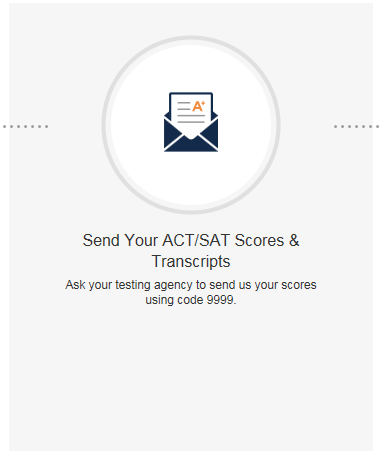 A+
Send Your ACT/SAT Scores &
Transcripts
Ask your testing agency to send us your scores
using code 9999.